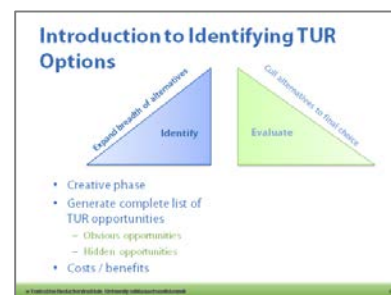 Introduction to Identifying TUR
Options
Expand breadth of alternatives
Identify
Cull alternatives to final choice
Evaluate
• Creative phase
• Generate complete list of
TUR opportunities
– Obvious opportunities
– Hidden opportunities
• Costs / benefits